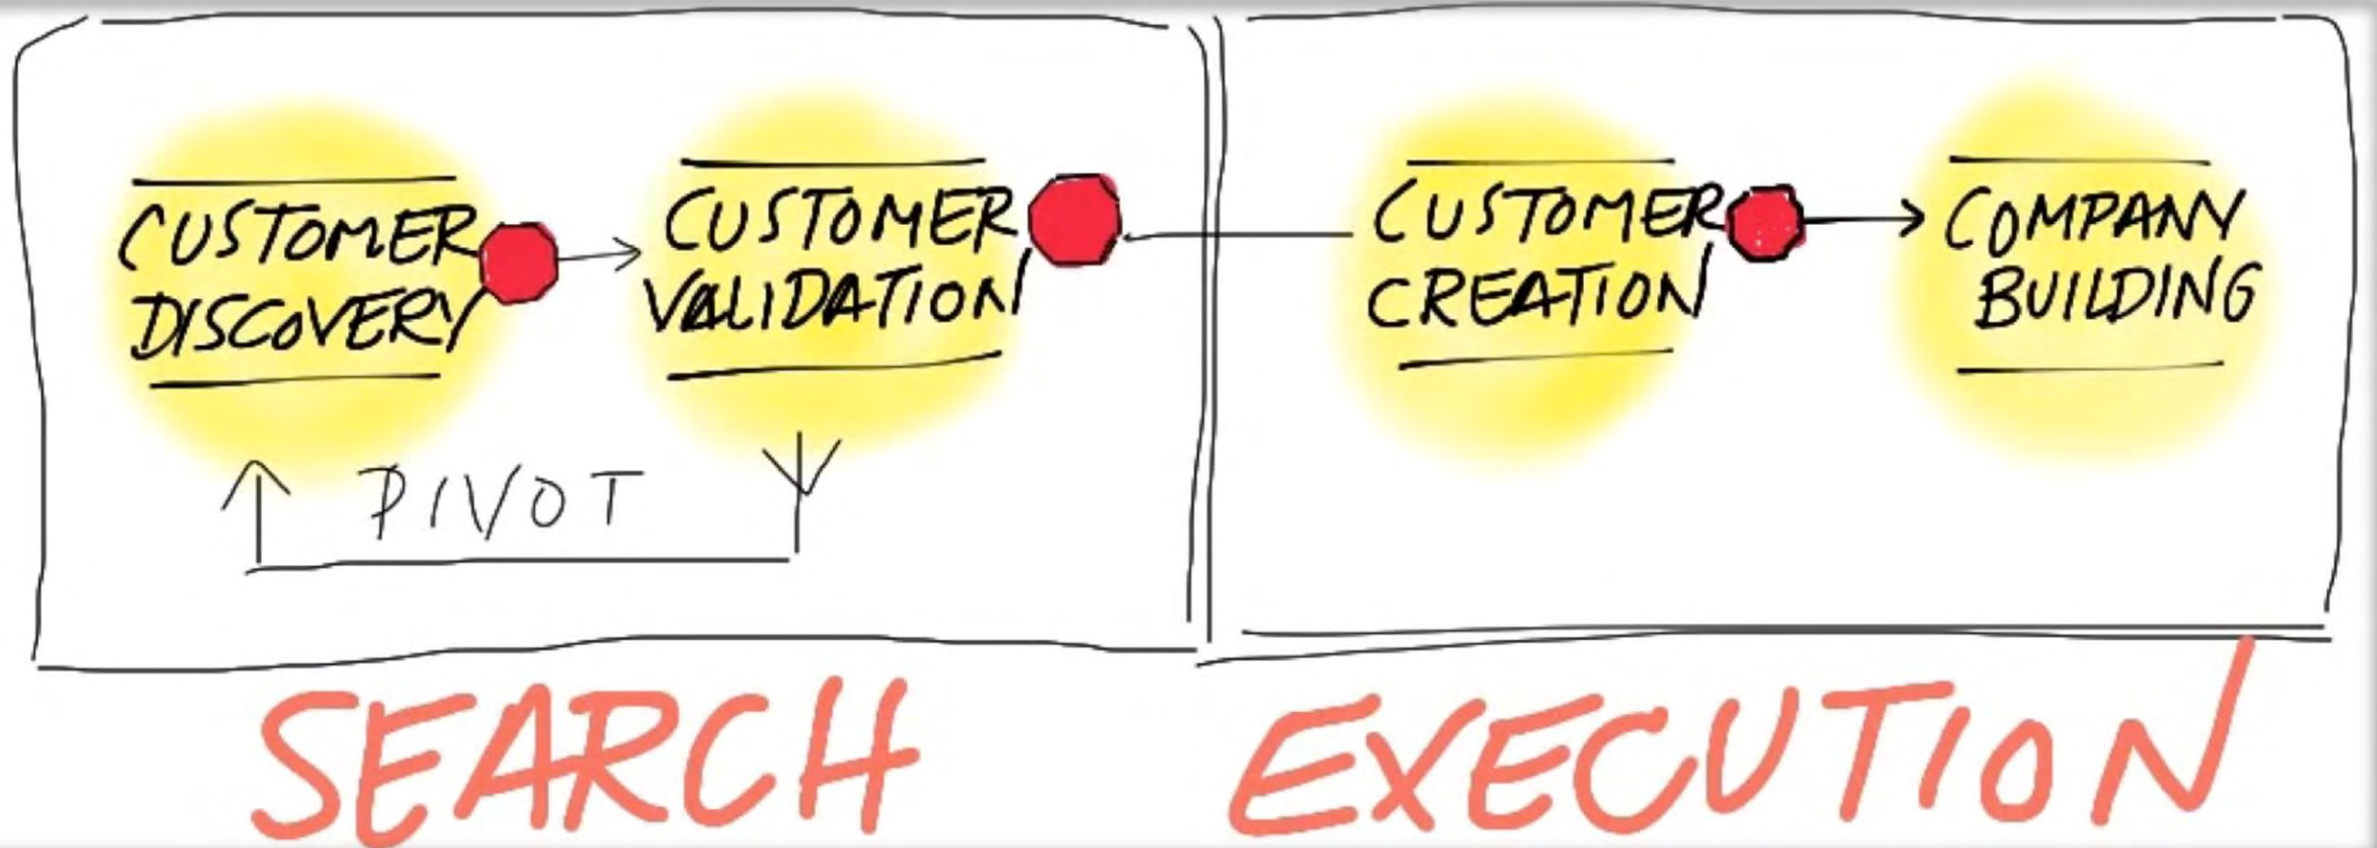 CUSTOMER
DISCOVERY
CUSTOMER
VALIDATION
PIVOT
CUSTOMER
CREATION
COMPANY
BUILDING
SEARCH
EXECUTION